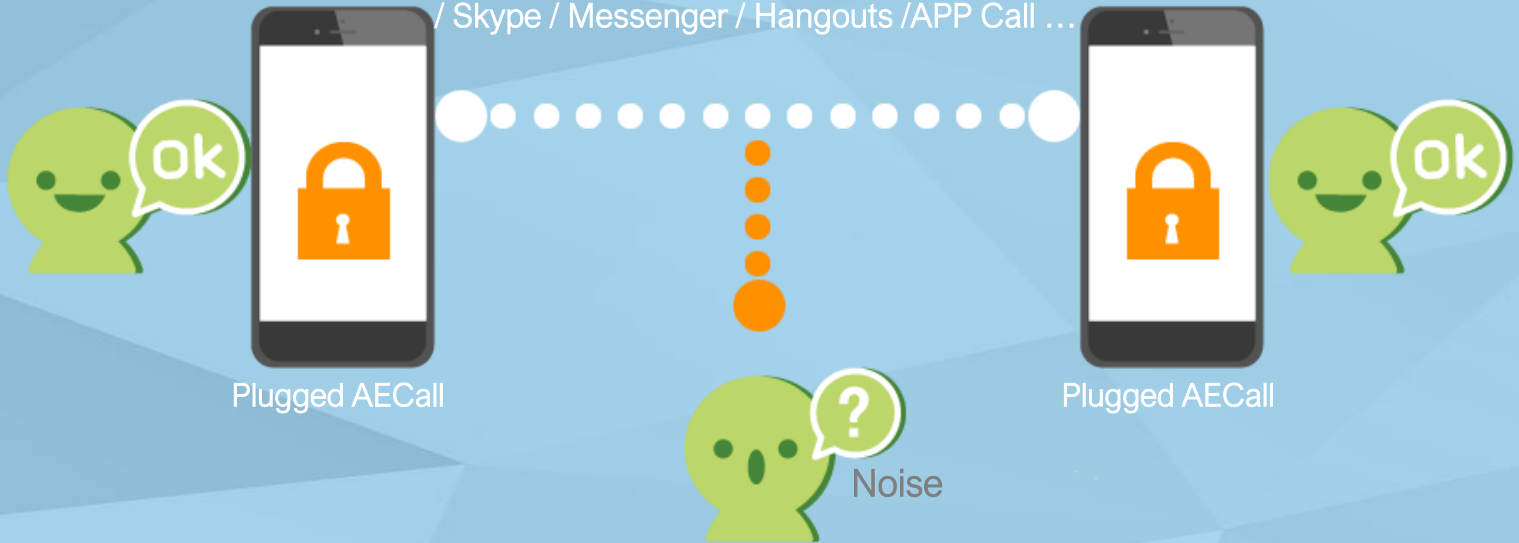 / Skype / Messenger / Hangouts /APP Call ...
ok
ok
Plugged AECall
Plugged AECall
?
Noise